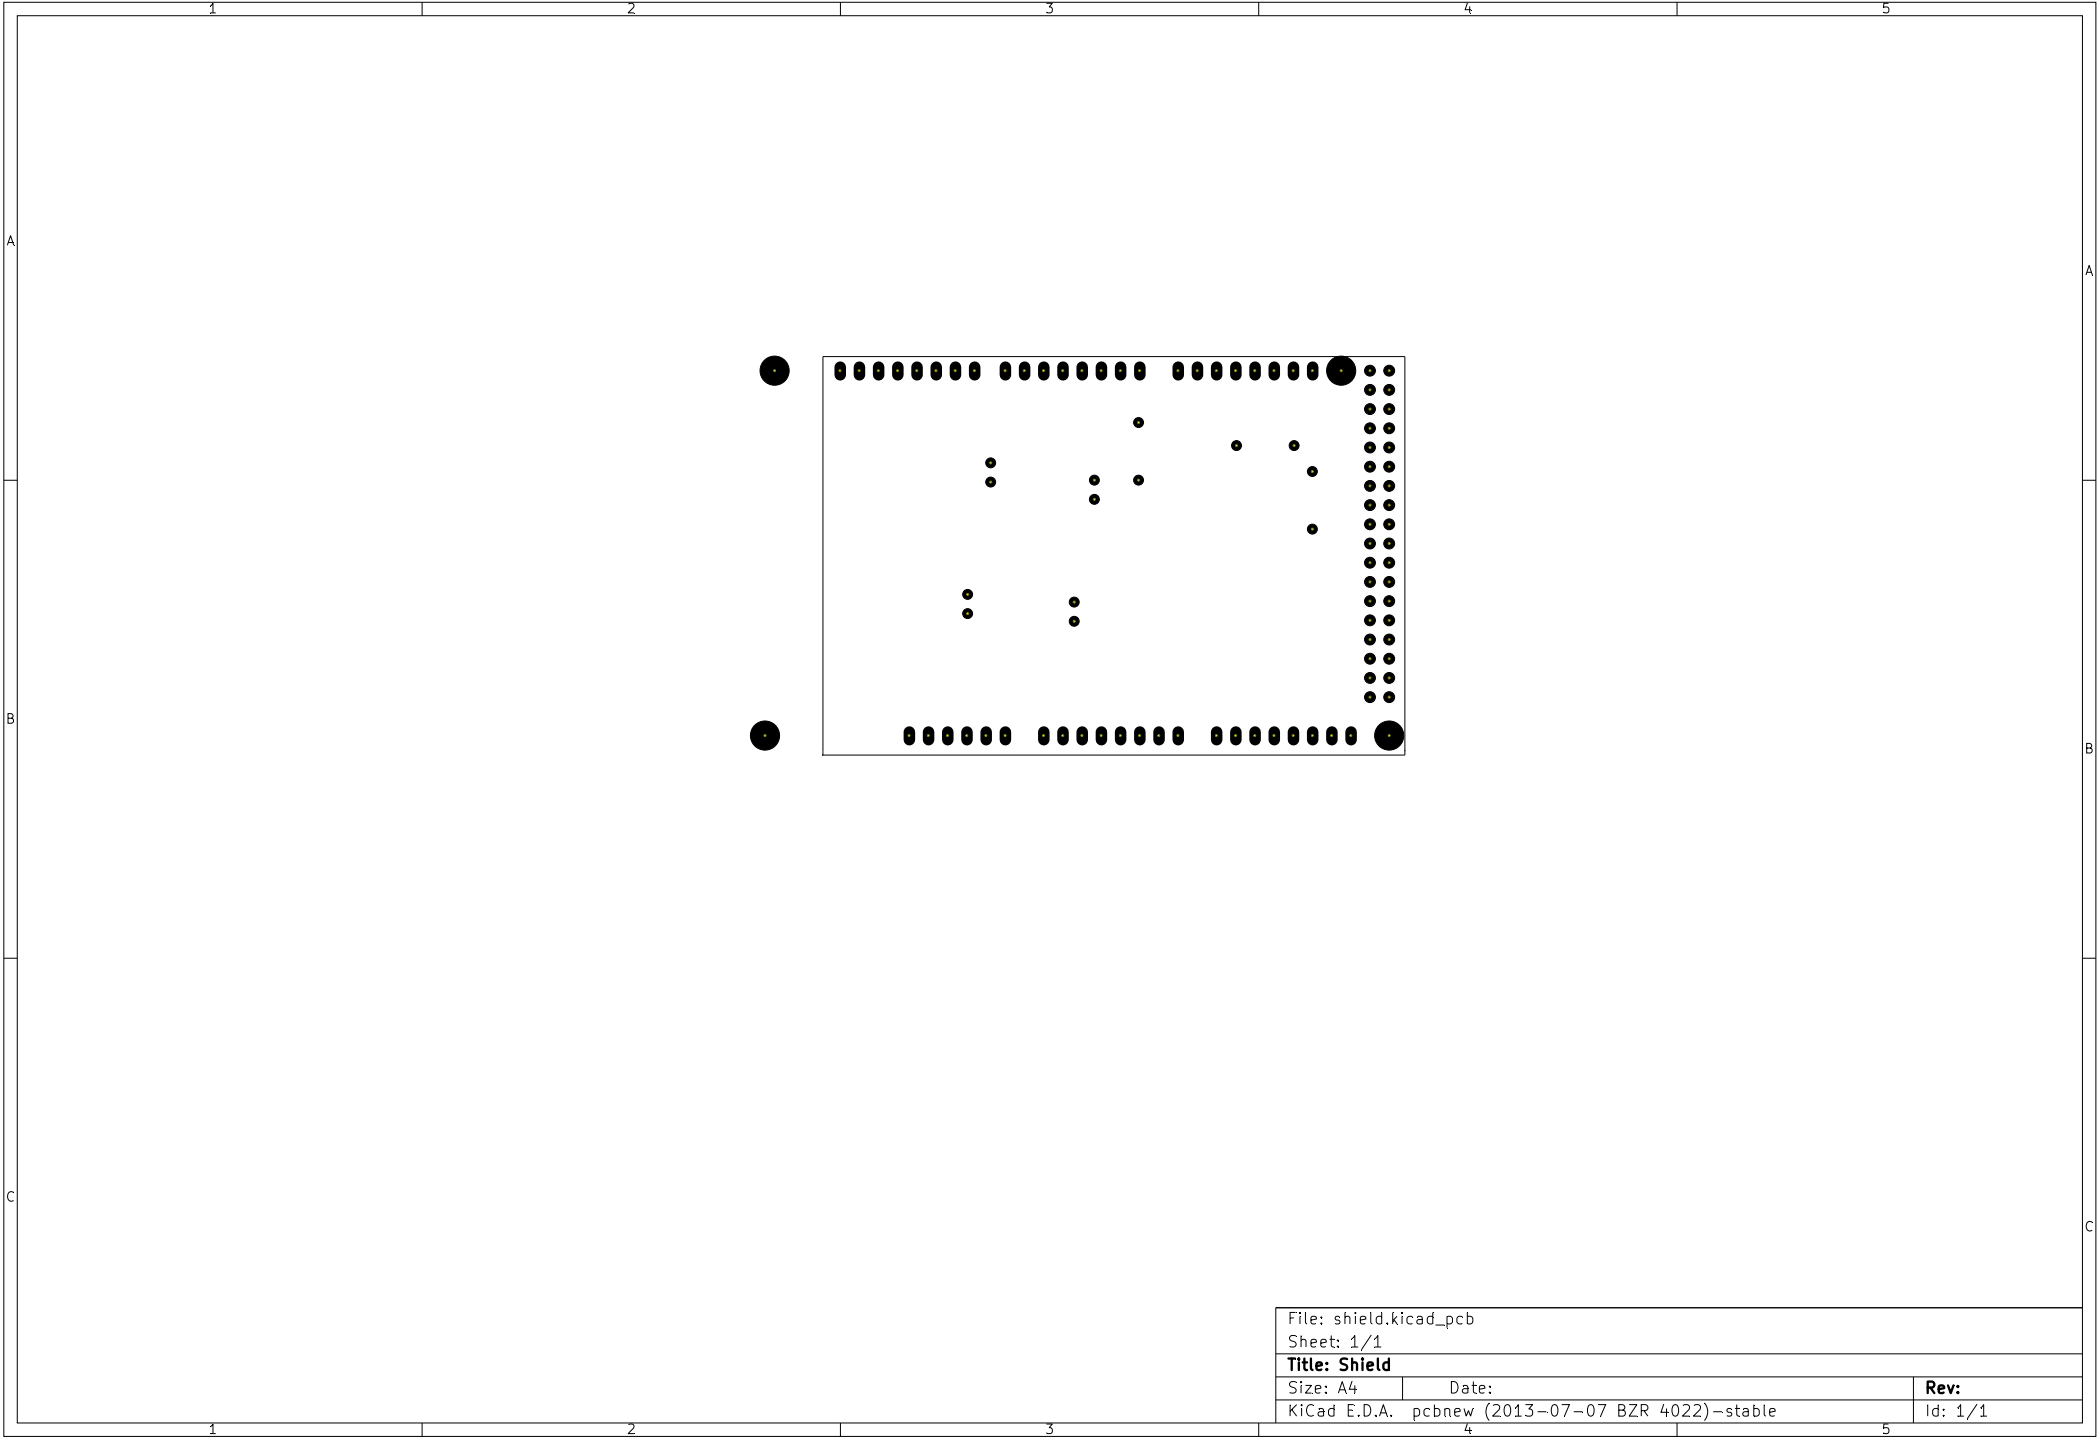 1 2 3 4 5
A A
B B
C C
File: shield.kicad_pcb
Sheet: 1/1
Title: Shield
Size: A4 Date: Rev:
KiCad E.D.A. pcbnew (2013-07-07 BZR 4022)-stable Id: 1/1
1 2 3 4 5